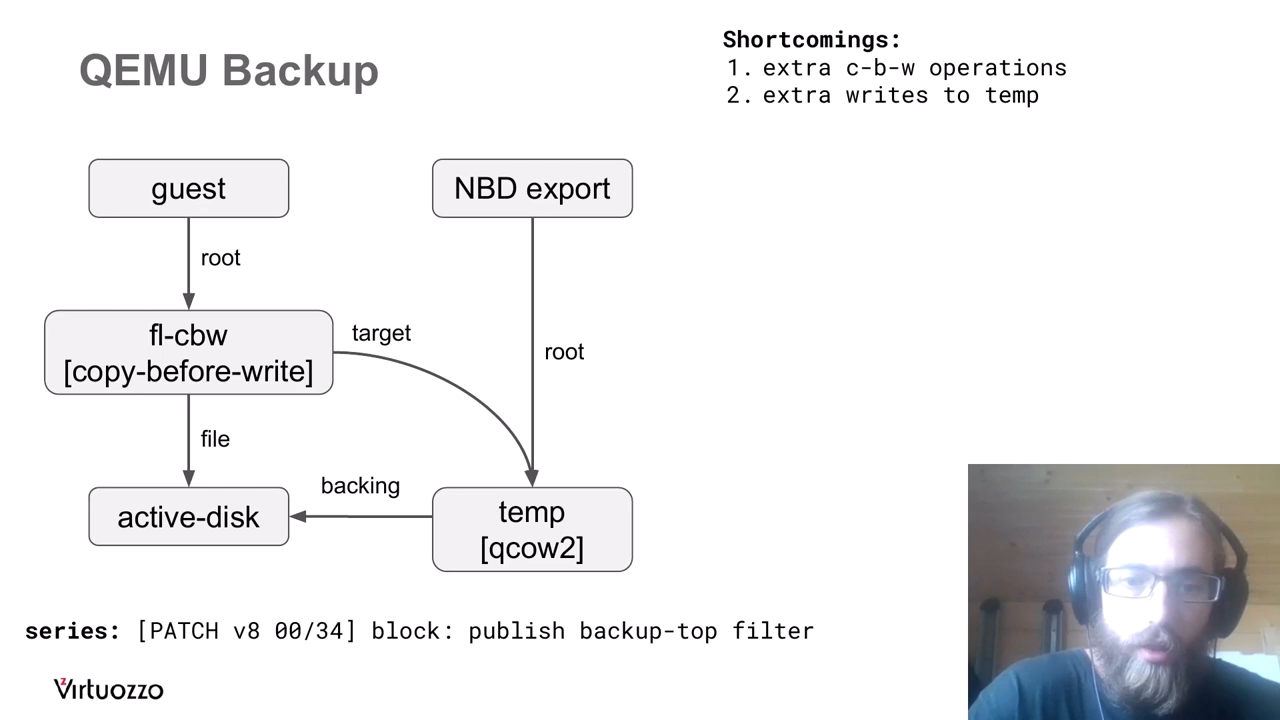 QEMU Backup
Shortcomings:
1. extra c-b-w operations
2. extra writes to temp
guest
NBD export
root
fl-cbw
[copy-before-write]
target
root
file
backing
active-disk
temp
[qcow2]
series: [PATCH v8 00/34] block: publish backup-top filter
Virtuozzo